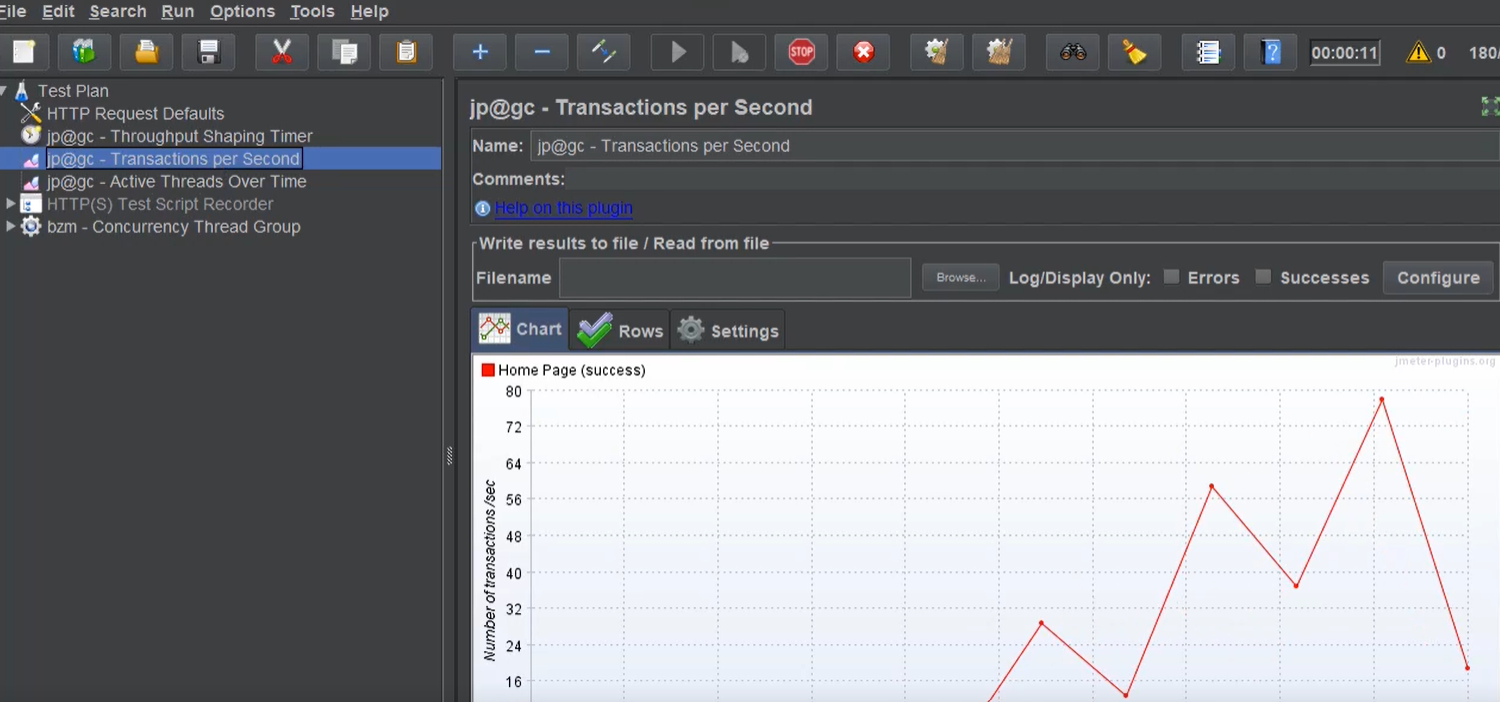 File Edit Search Run Options Tools Help
STOP 00:00:11 0 180/
Test Plan
HTTP Request Defaults
jp@gc - Throughput Shaping Timer
jp@gc - Transactions per Second
jp@gc - Active Threads Over Time
HTTP(S) Test Script Recorder
bzm - Concurrency Thread Group
jp@gc - Transactions per Second
Name: jp@gc - Transactions per Second
Comments:
Help on this plugin
Write results to file / Read from file
Filename Browse... Log/Display Only: Errors Successes Configure
Chart Rows Settings
jmeter-plugins.org
Home Page (success)
80
72
64
56
48
40
32
24
16
Number of transactions /sec